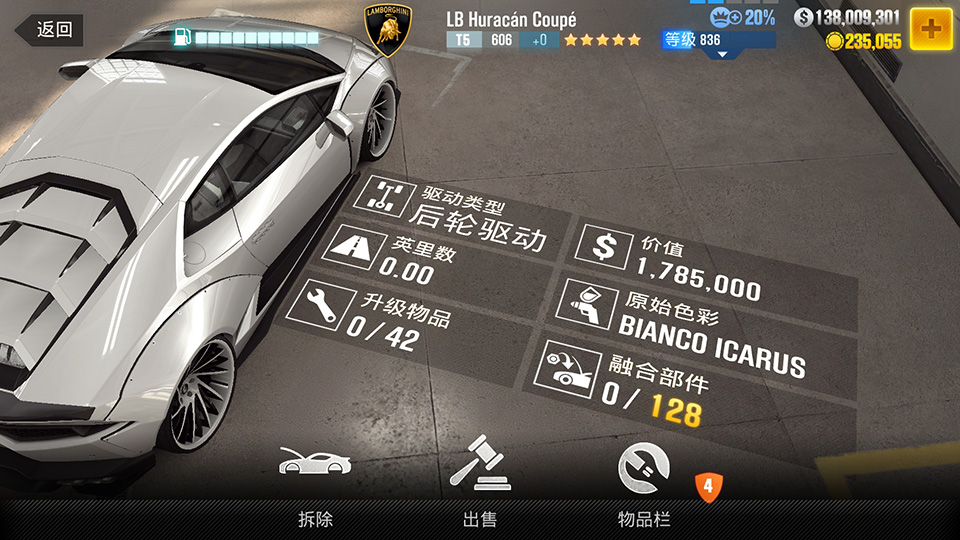 返回
LAMBORGHINI
LB Huracán Coupé
T5 606 +0
20%
等级 836
138,009,301
235,055
驱动类型
后轮驱动
英里数
0.00
升级物品
0/42
价值
1,785,000
原始色彩
BIANCO ICARUS
融合部件
0/128
拆除
出售
物品栏
4